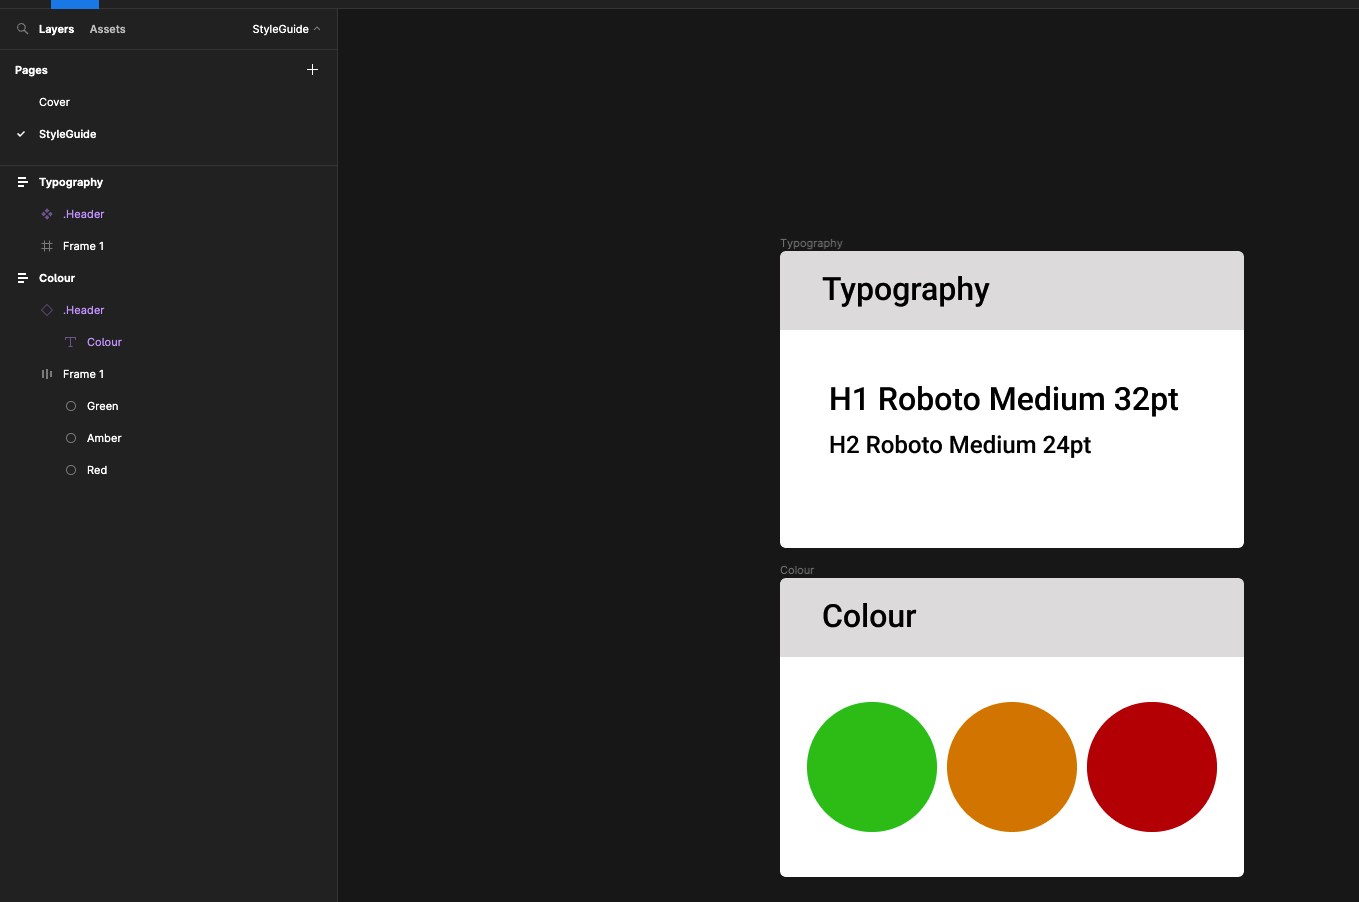 Layers Assets StyleGuide
Pages
Cover
StyleGuide
Typography
.Header
Frame 1
Colour
.Header
Colour
Frame 1
Green
Amber
Red
Typography
Typography
H1 Roboto Medium 32pt
H2 Roboto Medium 24pt
Colour
Colour